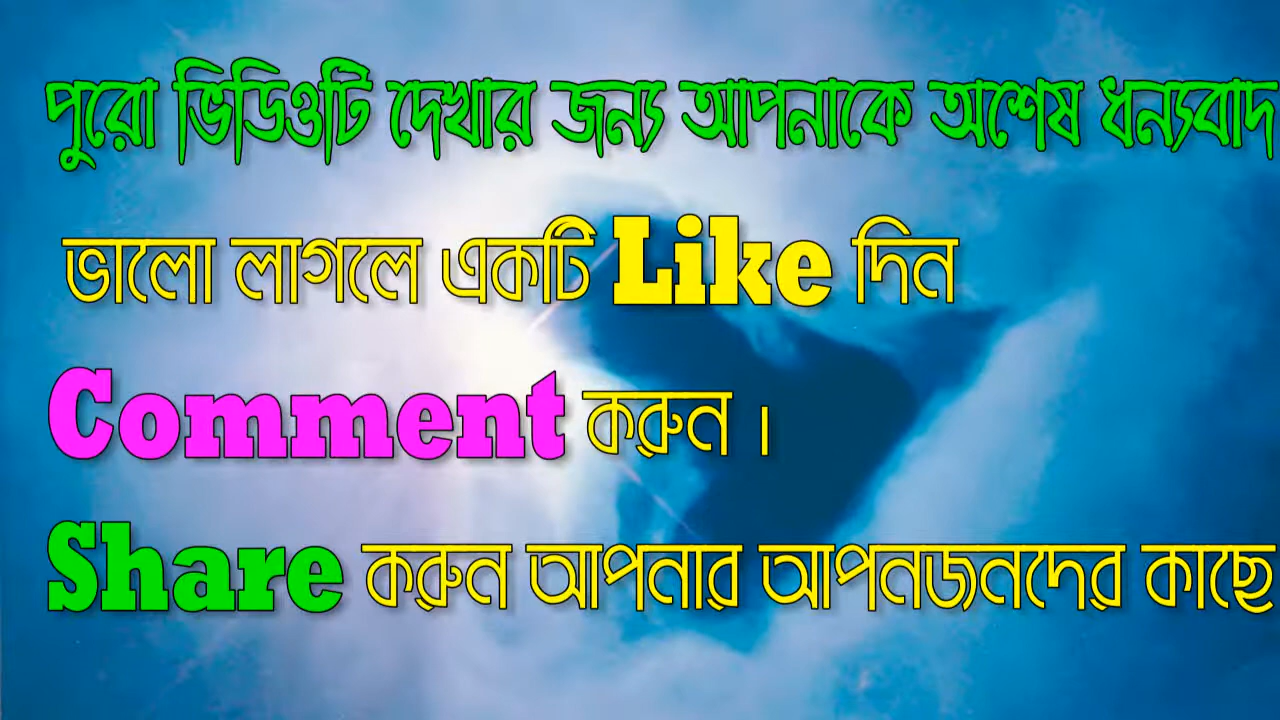 পুরো ভিডিওটি দেখার জন্য আপনাকে অশেষ ধন্যবাদ
ভালো লাগলে একটি Like দিন
Comment করুন।
Share করুন আপনার আপনজনদের কাছে